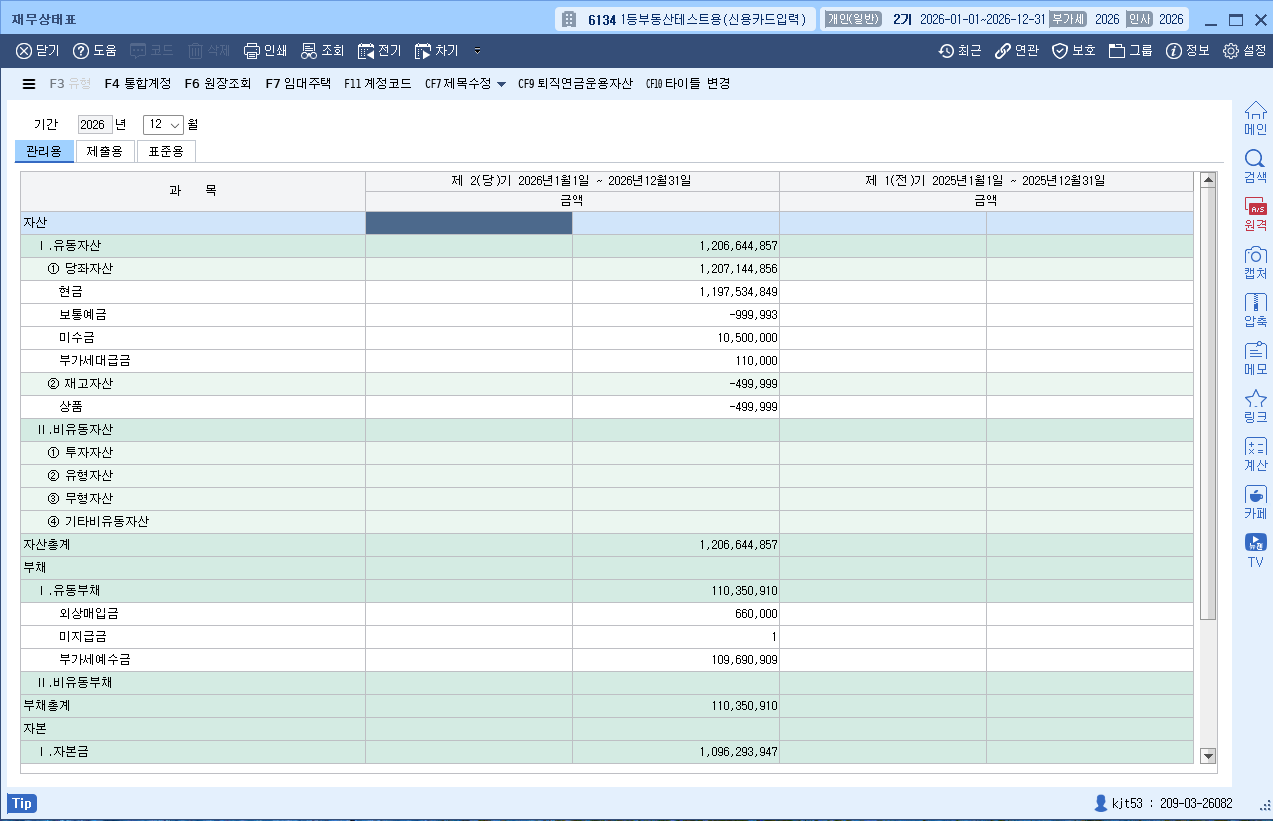 재무상태표 6134 1등부동산테스트용(신용카드입력) 개인(일반) 2기 2026-01-01~2026-12-31 부가세 2026 인사 2026
닫기 도움 코드 삭제 인쇄 조회 전기 차기 최근 연관 보호 그룹 정보 설정
F3 유형 F4 통합계정 F6 원장조회 F7 임대주택 F11 계정코드 CF7 제목수정 CF9 퇴직연금운용자산 CF10 타이틀 변경
기간 2026 년 12 월
관리용 제출용 표준용
과 목 제 2(당)기 2026년1월1일 ~ 2026년12월31일 제 1(전)기 2025년1월1일 ~ 2025년12월31일
금액 금액
자산
Ⅰ.유동자산 1,206,644,857
① 당좌자산 1,207,144,856
현금 1,197,534,849
보통예금 -999,993
미수금 10,500,000
부가세대급금 110,000
② 재고자산 -499,999
상품 -499,999
Ⅱ.비유동자산
① 투자자산
② 유형자산
③ 무형자산
④ 기타비유동자산
자산총계 1,206,644,857
부채
Ⅰ.유동부채 110,350,910
외상매입금 660,000
미지급금 1
부가세예수금 109,690,909
Ⅱ.비유동부채
부채총계 110,350,910
자본
Ⅰ.자본금 1,096,293,947
메인
검색
A/S
원격
캡처
압축
메모
링크
계산
카페
뉴젠
TV
Tip kjt53 : 209-03-26082